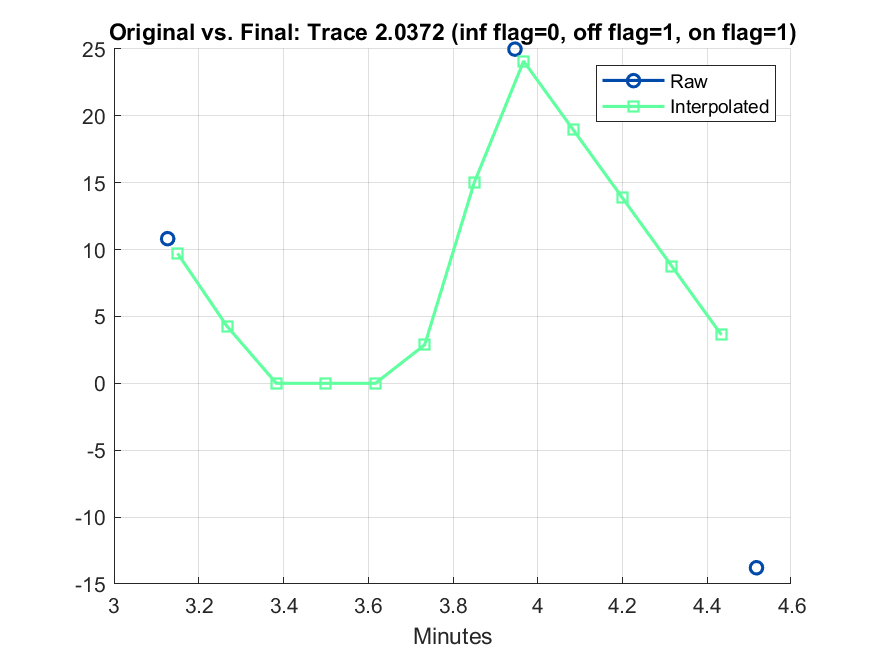 Original vs. Final: Trace 2.0372 (inf flag=0, off flag=1, on flag=1)
25
20
15
10
5
0
-5
-10
-15
Raw
Interpolated
3 3.2 3.4 3.6 3.8 4 4.2 4.4 4.6
Minutes